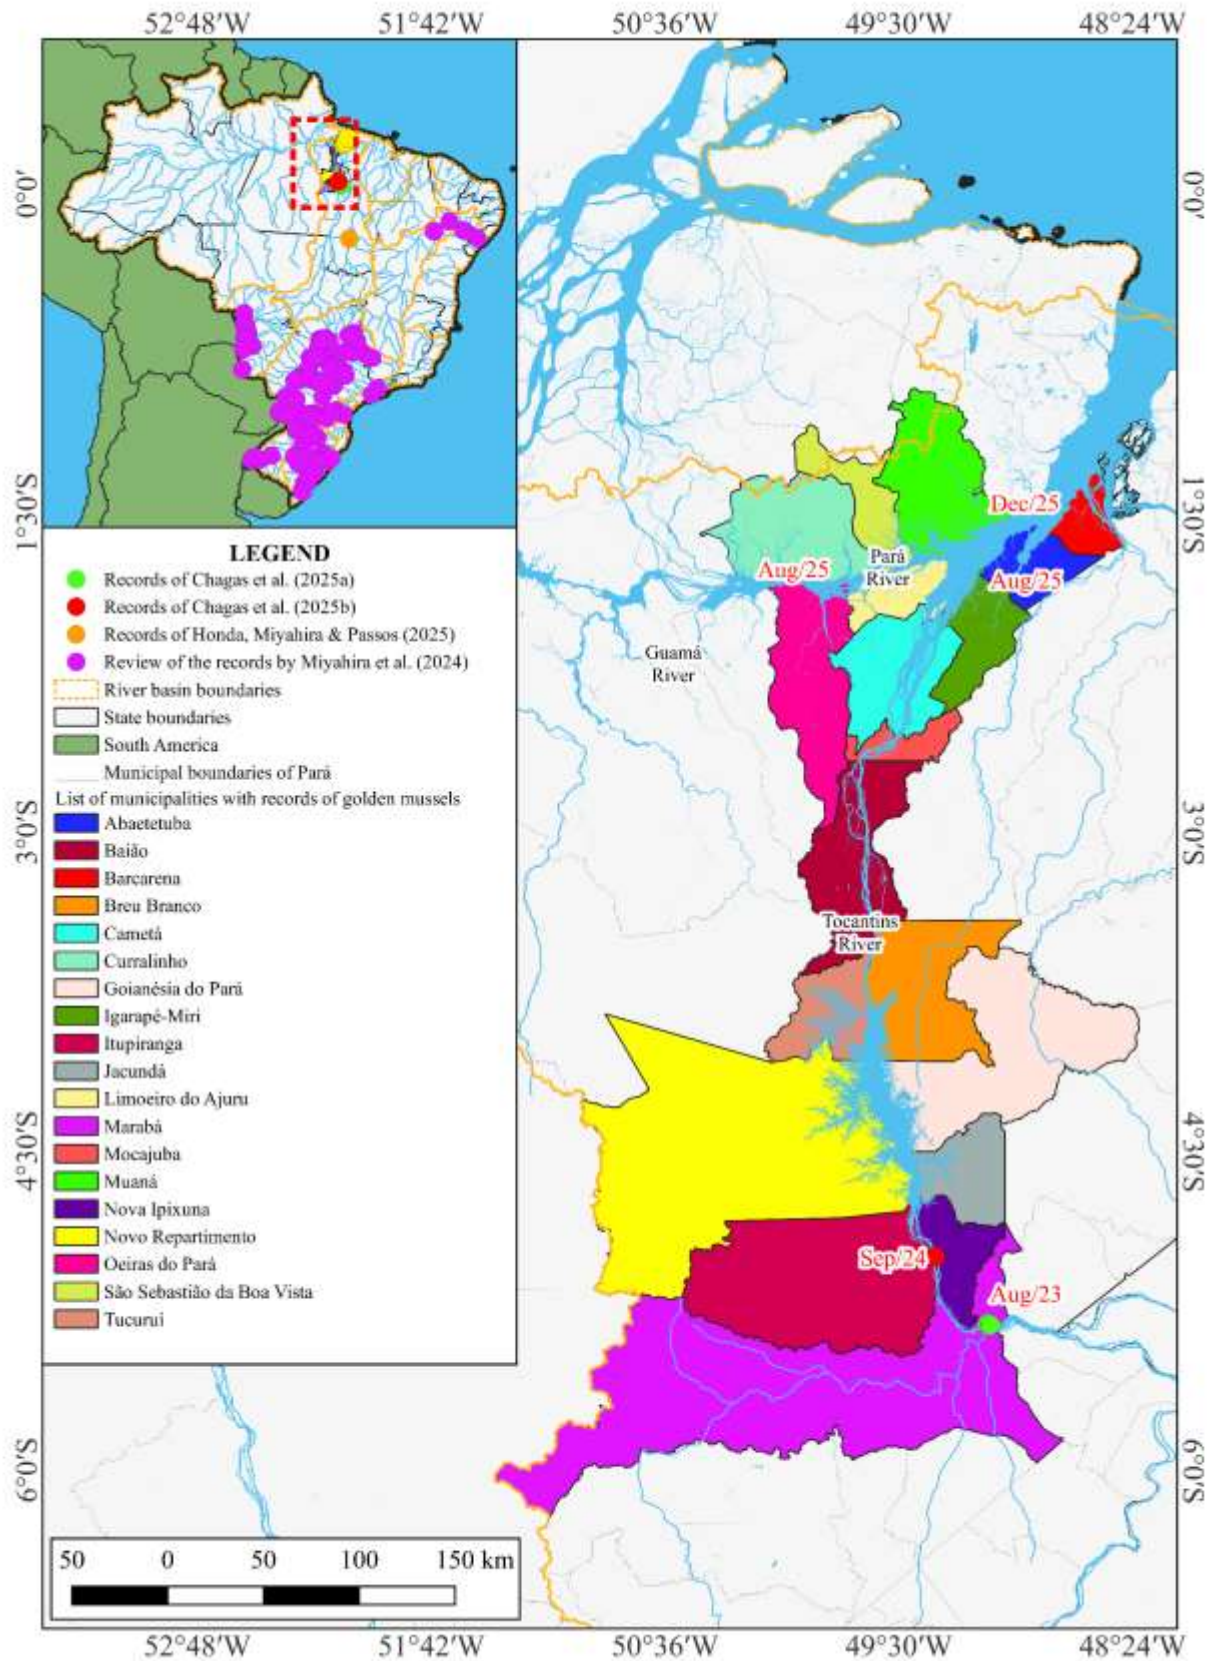 52°48′W 51°42′W 50°36′W 49°30′W 48°24′W
0°0′
0°0′
1°30′S
1°30′S
Dec/25
Pará
River
Aug/25
Aug/25
Guamá
River
LEGEND
Records of Chagas et al. (2025a)
Records of Chagas et al. (2025b)
Records of Honda, Miyahira & Passos (2025)
Review of the records by Miyahira et al. (2024)
River basin boundaries
State boundaries
South America
Municipal boundaries of Pará
List of municipalities with records of golden mussels
Abaetetuba
Baião
Barcarena
Breu Branco
Cametá
Curralinho
Goianésia do Pará
Igarapé-Miri
Itupiranga
Jacundá
Limoeiro do Ajuru
Marabá
Mocajuba
Muaná
Nova Ipixuna
Novo Repartimento
Oeiras do Pará
São Sebastião da Boa Vista
Tucuruí
3°0′S
3°0′S
Tocantins
River
4°30′S
4°30′S
Sep/24
Aug/23
6°0′S
6°0′S
50 0 50 100 150 km
52°48′W 51°42′W 50°36′W 49°30′W 48°24′W